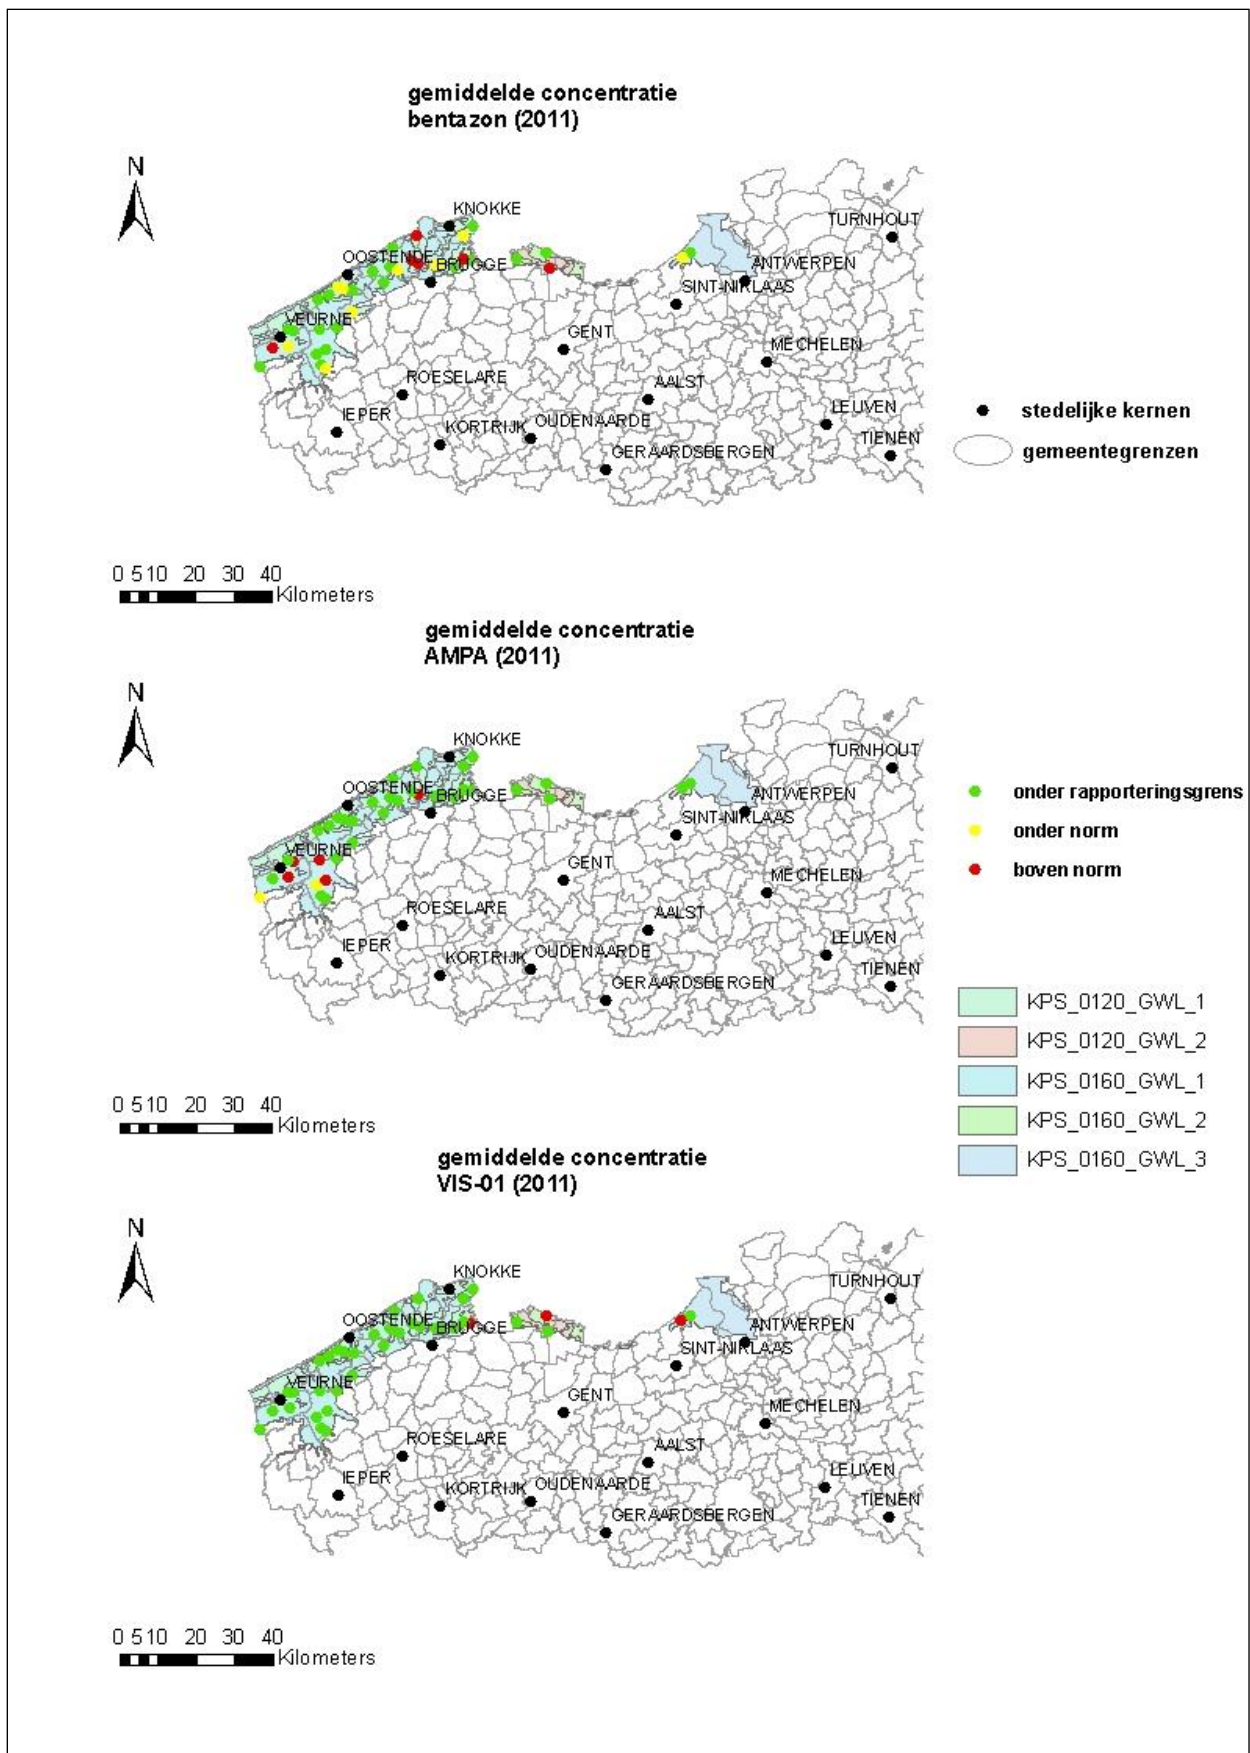 gemiddelde concentratie
bentazon (2011)
N
KNOKKE
TURNHOUT
OOSTENDE
BRUGGE
ANTWERPEN
SINT-NIKLAAS
VEURNE
GENT
MECHELEN
ROESELARE
AALST
IEPER
KORTRIJK
OUDENAARDE
LEUVEN
GERAARDSBERGEN
TIENEN
stedelijke kernen
gemeentegrenzen
0 5 10 20 30 40
Kilometers
gemiddelde concentratie
AMPA (2011)
N
KNOKKE
TURNHOUT
OOSTENDE
BRUGGE
ANTWERPEN
SINT-NIKLAAS
VEURNE
GENT
MECHELEN
ROESELARE
AALST
IEPER
KORTRIJK
OUDENAARDE
LEUVEN
GERAARDSBERGEN
TIENEN
onder rapporteringsgrens
onder norm
boven norm
KPS_0120_GWL_1
KPS_0120_GWL_2
KPS_0160_GWL_1
KPS_0160_GWL_2
KPS_0160_GWL_3
0 5 10 20 30 40
Kilometers
gemiddelde concentratie
VIS-01 (2011)
N
KNOKKE
TURNHOUT
OOSTENDE
BRUGGE
ANTWERPEN
SINT-NIKLAAS
VEURNE
GENT
MECHELEN
ROESELARE
AALST
IEPER
KORTRIJK
OUDENAARDE
LEUVEN
GERAARDSBERGEN
TIENEN
0 5 10 20 30 40
Kilometers